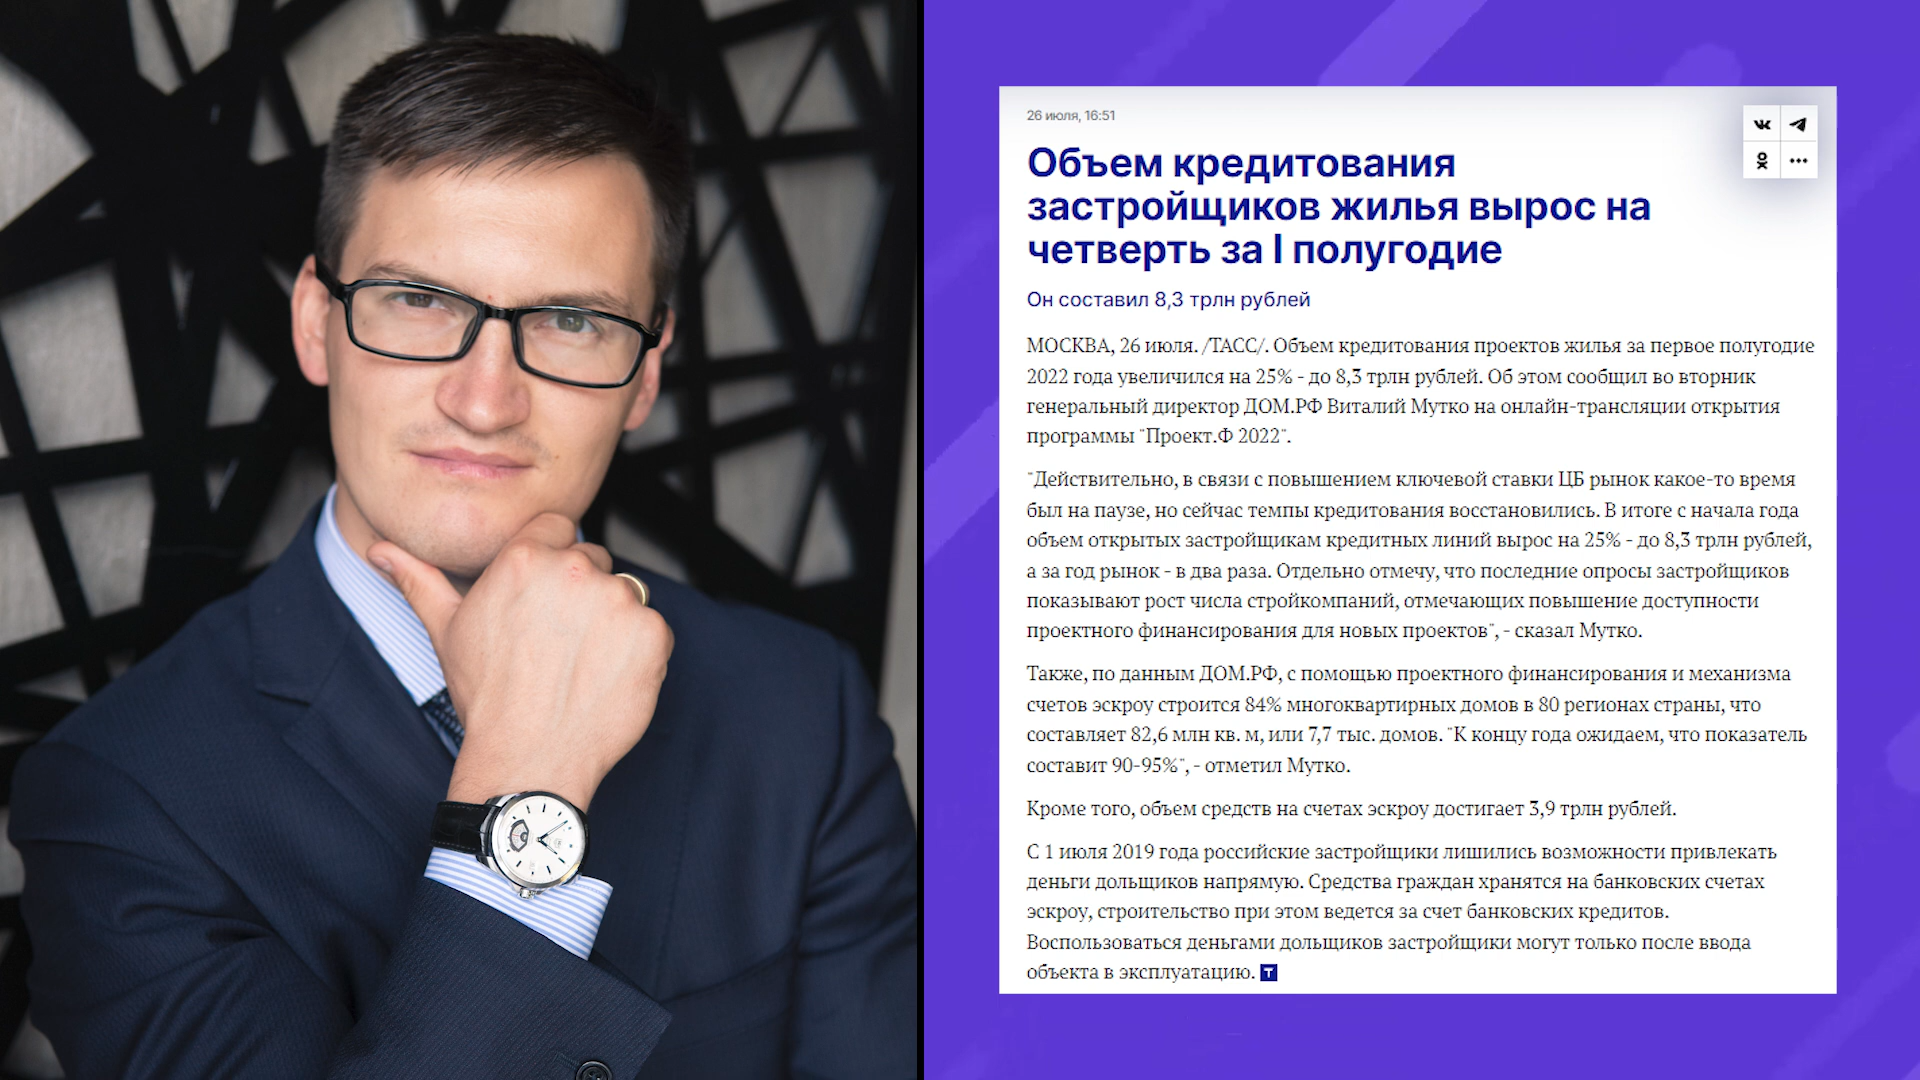 26 июля, 16:51
Объем кредитования
застройщиков жилья вырос на
четверть за I полугодие
Он составил 8,3 трлн рублей
МОСКВА, 26 июля. /ТАСС/. Объем кредитования проектов жилья за первое полугодие
2022 года увеличился на 25% - до 8,3 трлн рублей. Об этом сообщил во вторник
генеральный директор ДОМ.РФ Виталий Мутко на онлайн-трансляции открытия
программы "Проект.Ф 2022".
"Действительно, в связи с повышением ключевой ставки ЦБ рынок какое-то время
был на паузе, но сейчас темпы кредитования восстановились. В итоге с начала года
объем открытых застройщикам кредитных линий вырос на 25% - до 8,3 трлн рублей,
а за год рынок - в два раза. Отдельно отмечу, что последние опросы застройщиков
показывают рост числа стройкомпаний, отмечающих повышение доступности
проектного финансирования для новых проектов", - сказал Мутко.
Также, по данным ДОМ.РФ, с помощью проектного финансирования и механизма
счетов эскроу строится 84% многоквартирных домов в 80 регионах страны, что
составляет 82,6 млн кв. м, или 7,7 тыс. домов. "К концу года ожидаем, что показатель
составит 90-95%", - отметил Мутко.
Кроме того, объем средств на счетах эскроу достигает 3,9 трлн рублей.
С 1 июля 2019 года российские застройщики лишились возможности привлекать
деньги дольщиков напрямую. Средства граждан хранятся на банковских счетах
эскроу, строительство при этом ведется за счет банковских кредитов.
Воспользоваться деньгами дольщиков застройщики могут только после ввода
объекта в эксплуатацию.